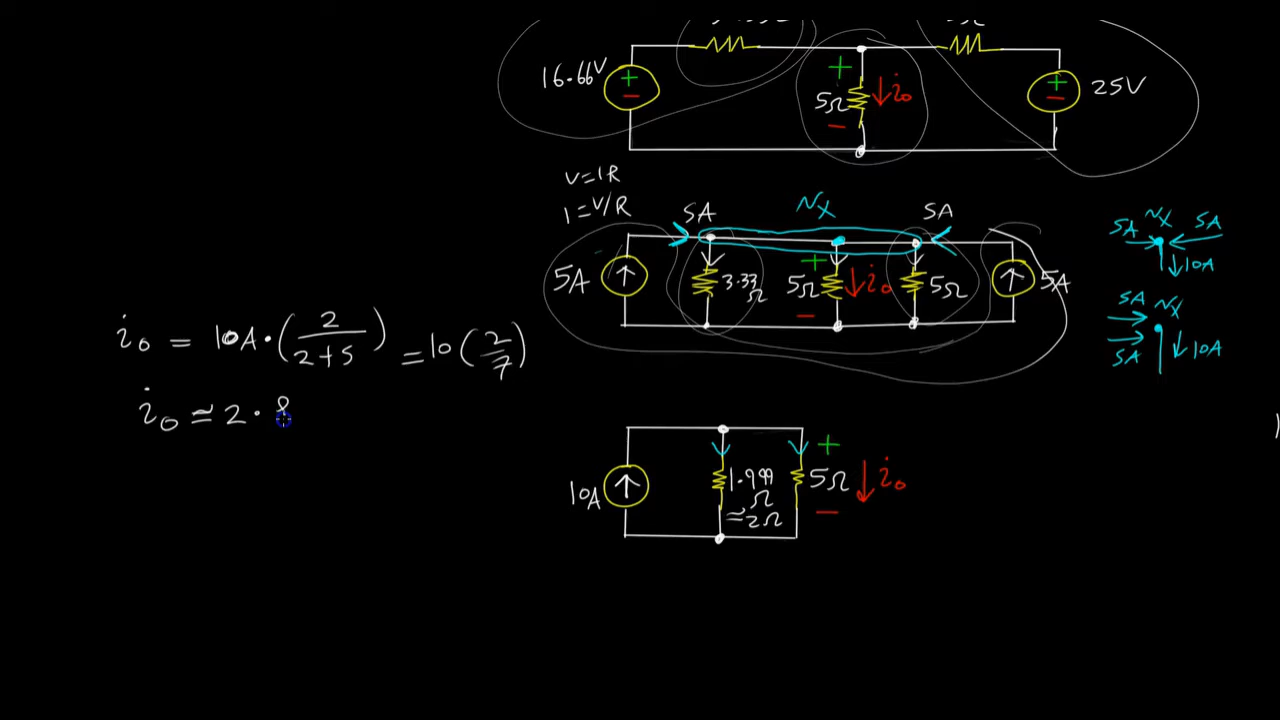 16.66V
5Ω
i₀
25V
V=IR
I=V/R
5A
Nx
5A
5A
3.33Ω
5Ω
i₀
5Ω
5A
5A
Nx
5A
10A
5A
Nx
5A
10A
i₀ = 10A·(2/(2+5)) = 10(2/7)
i₀ ≃ 2.8
10A
1.999
Ω
≈2Ω
5Ω
i₀